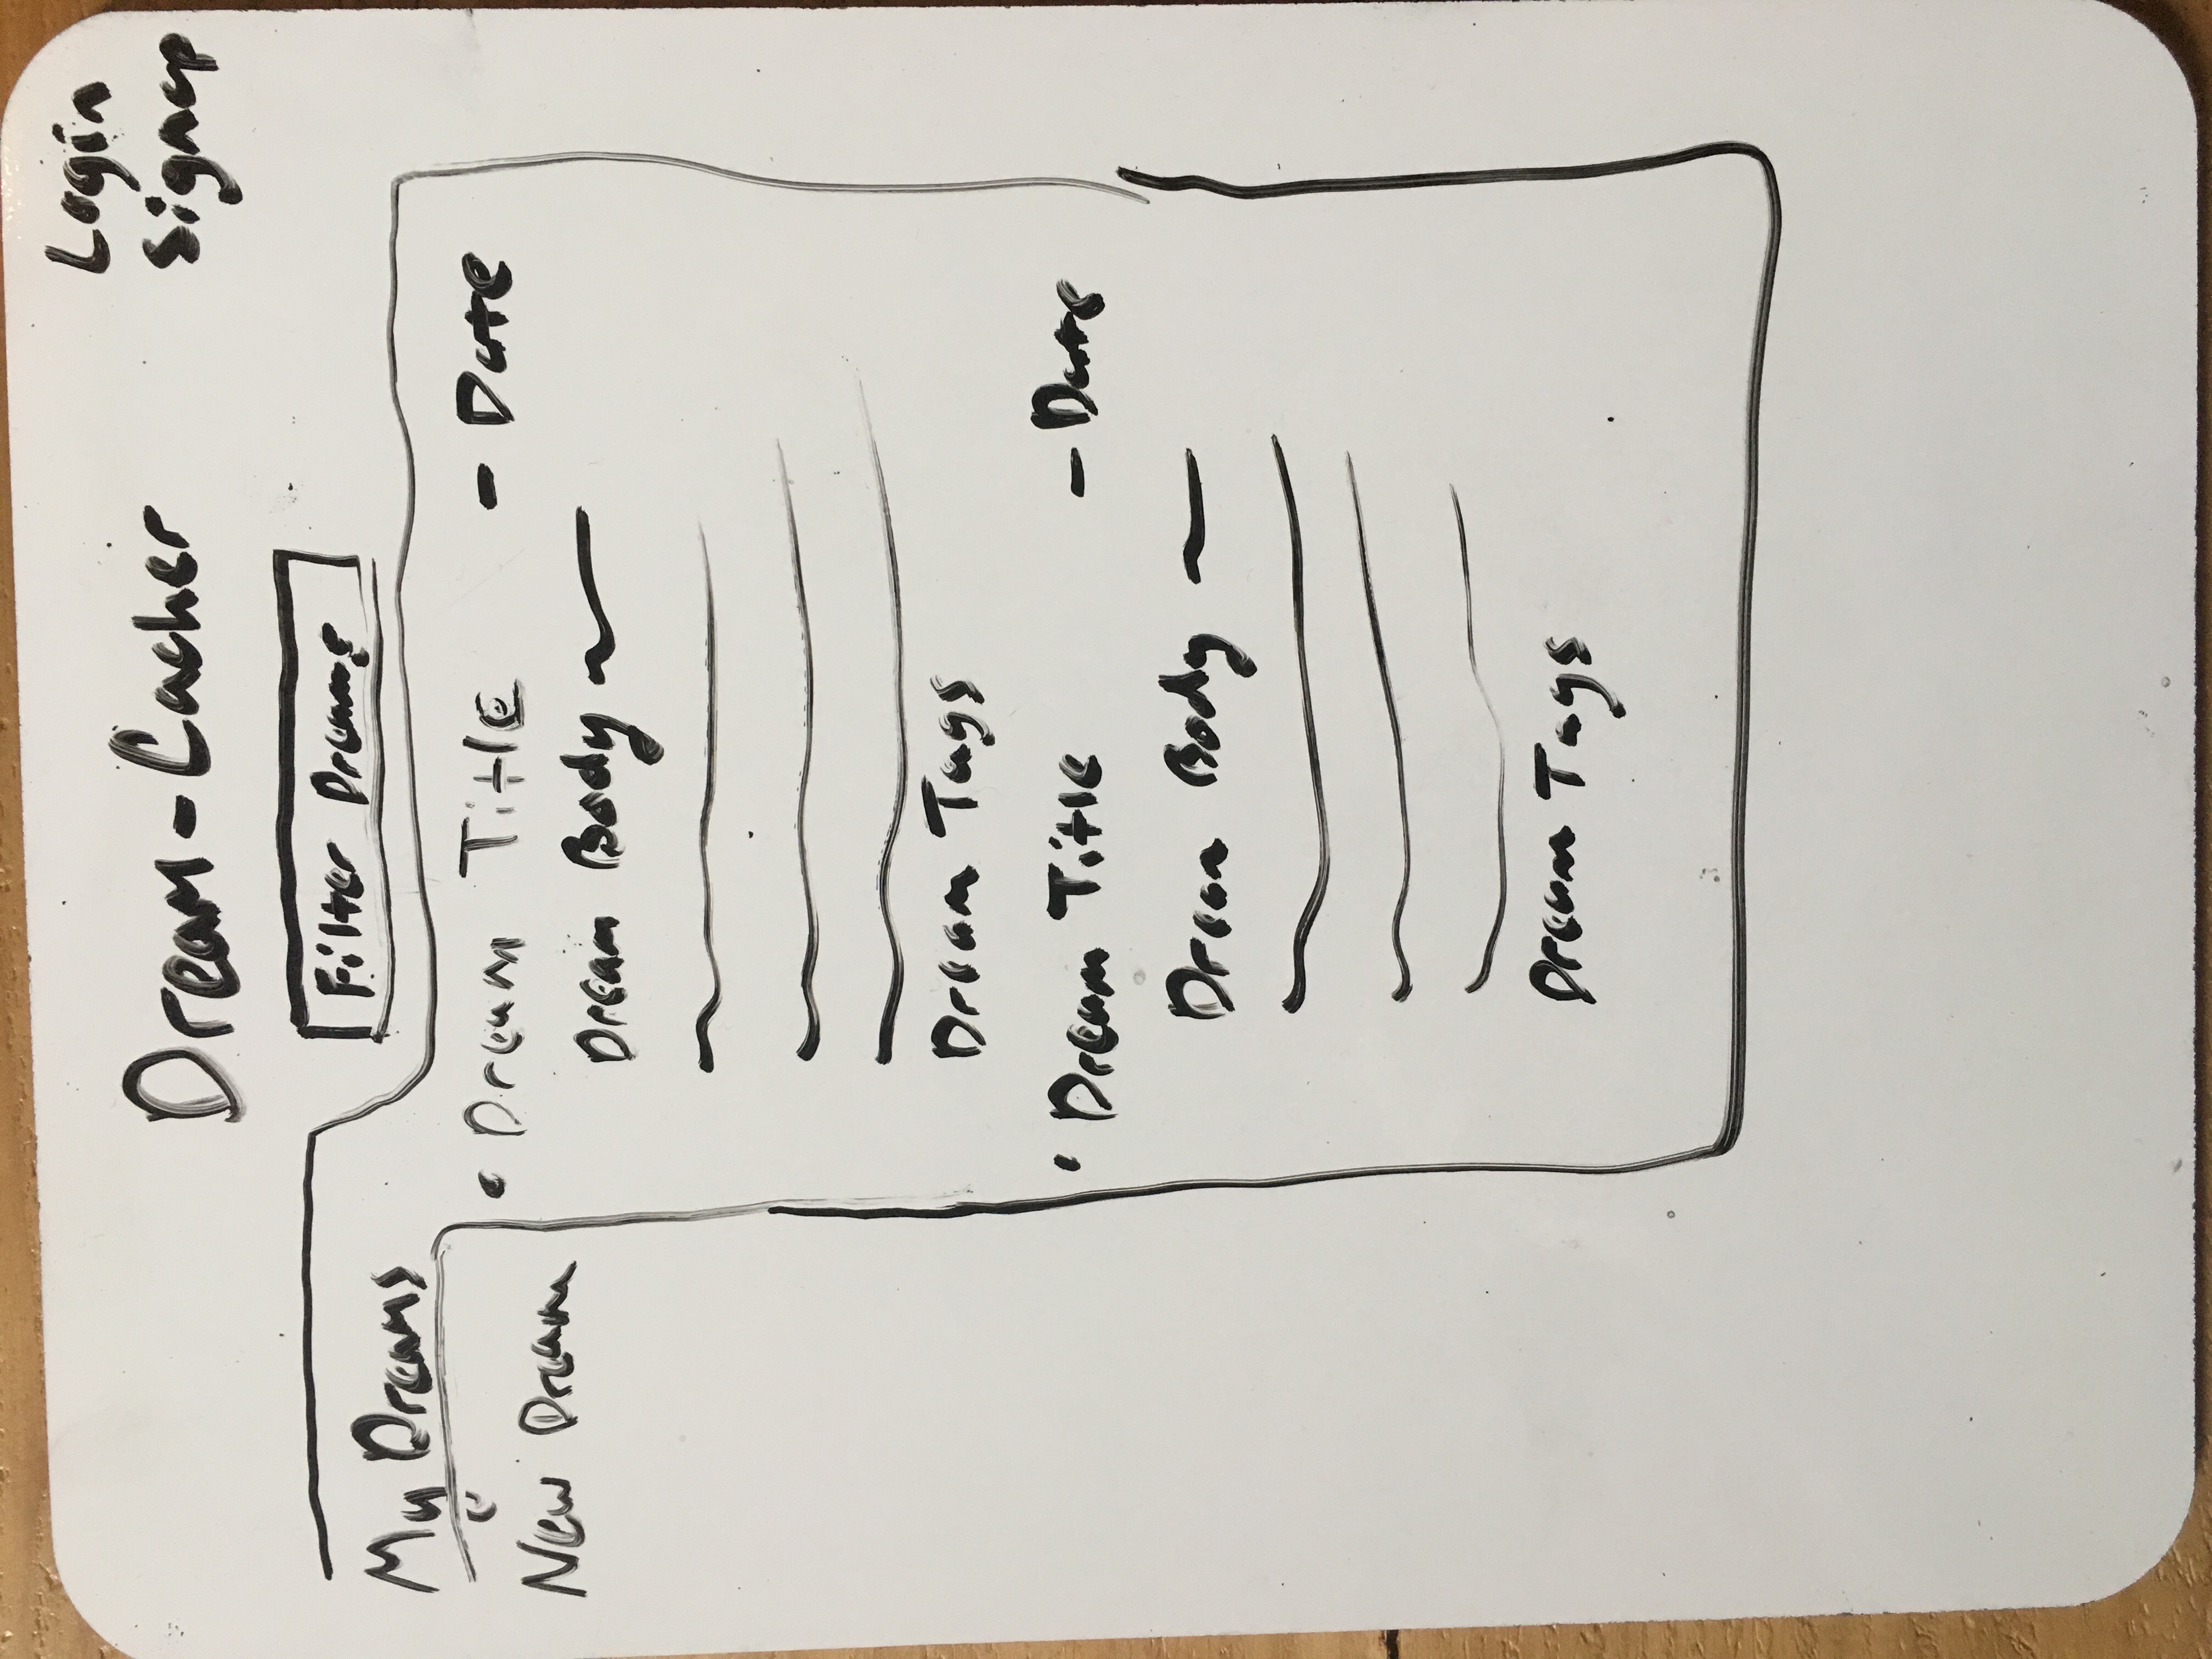 Login
Signup
Dream-Cacher
Filter Dreams
My Dreams
New Dream
• Dream Title - Date
Dream Body
Dream Tags
• Dream Title - Date
Dream Body
Dream Tags